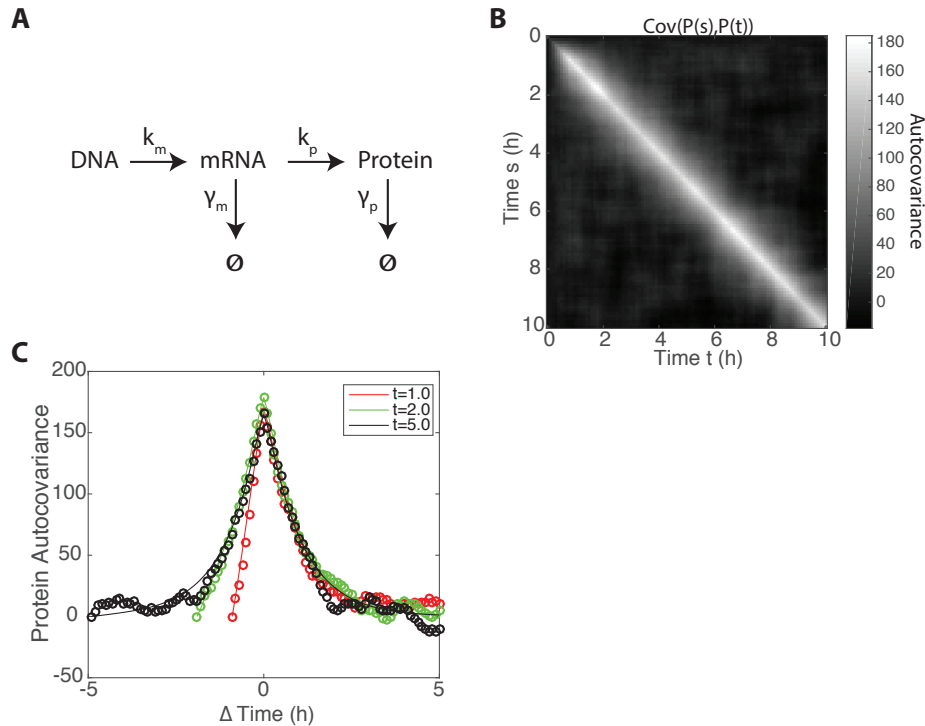 A
DNA
k_m
mRNA
k_p
Protein
γ_m
γ_p
Ø
Ø
B
Cov(P(s),P(t))
0
2
4
6
8
10
Time s (h)
0
2
4
6
8
10
Time t (h)
180
160
140
120
100
80
60
40
20
0
Autocovariance
C
200
150
100
50
0
-50
Protein Autocovariance
t=1.0
t=2.0
t=5.0
-5
0
5
Δ Time (h)